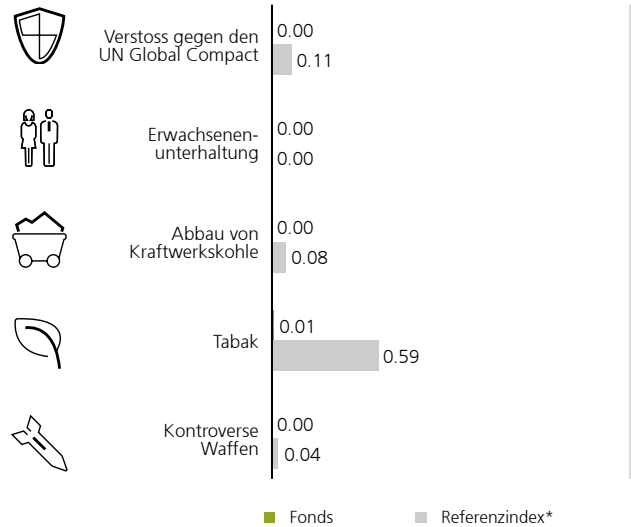 0.00
Verstoss gegen den
UN Global Compact
0.11
0.00
Erwachsenen-
unterhaltung
0.00
0.00
Abbau von
Kraftwerkskohle
0.08
0.01
Tabak
0.59
0.00
Kontroverse
Waffen
0.04
Fonds Referenzindex*